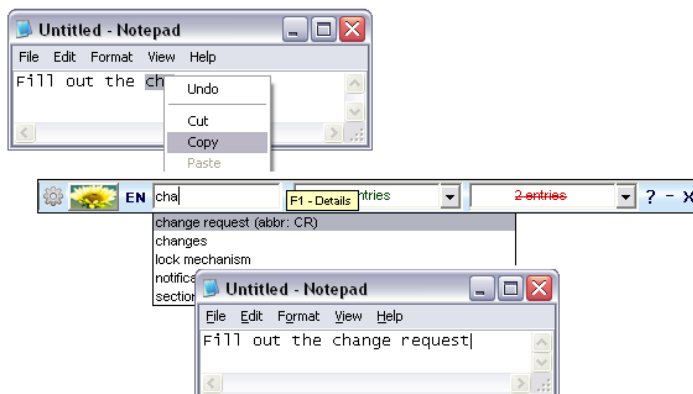 Untitled - Notepad
File Edit Format View Help
Fill out the
Undo
Cut
Copy
Paste
EN cha F1 - Details 2 entries ? - X
change request (abbr: CR)
changes
lock mechanism
Untitled - Notepad
File Edit Format View Help
Fill out the change request